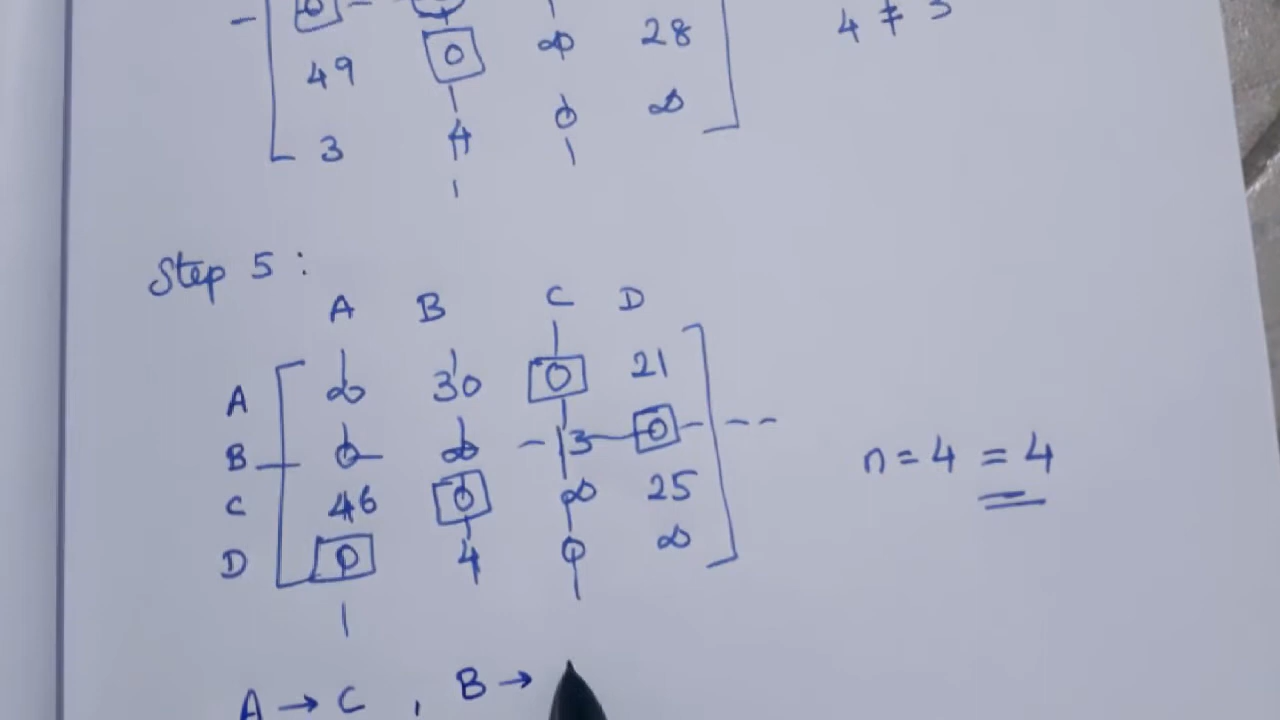 0
4 ≠ 3
49 0 ∞ 28
3 4 0 ∞
Step 5 :
A B C D
A ∞ 30 0 21
B 0 ∞ 13 0
C 46 0 ∞ 25
D 0 4 0 ∞
n = 4 = 4
A → C , B →